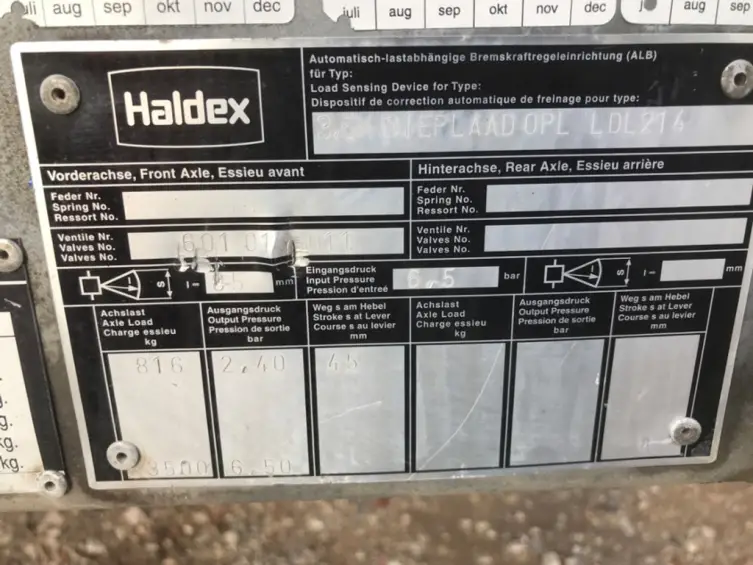 juli aug sep okt nov dec
juli aug sep okt nov dec
aug sep
Haldex
Automatisch-lastabhängige Bremskraftregeleinrichtung (ALB)
für Typ:
Load Sensing Device for Type:
Dispositif de correction automatique de freinage pour type:
DIEPLAADOPL LDL214
Vorderachse, Front Axle, Essieu avant
Hinterachse, Rear Axle, Essieu arrière
Feder Nr.
Spring No.
Ressort No.
Feder Nr.
Spring No.
Ressort No.
Ventile Nr.
Valves No.
Valves No.
601 01 011
Ventile Nr.
Valves No.
Valves No.
s l= mm
Eingangsdruck
Input Pressure
Pression d'entreé
6,5 bar
s l= mm
Achslast
Axle Load
Charge essieu
kg
Ausgangsdruck
Output Pressure
Pression de sortie
bar
Weg s am Hebel
Stroke s at Lever
Course s au levier
mm
Achslast
Axle Load
Charge essieu
kg
Ausgangsdruck
Output Pressure
Pression de sortie
bar
Weg s am Hebel
Stroke s at Lever
Course s au levier
mm
816 2,40 45
3500 6,50
kg.
kg.